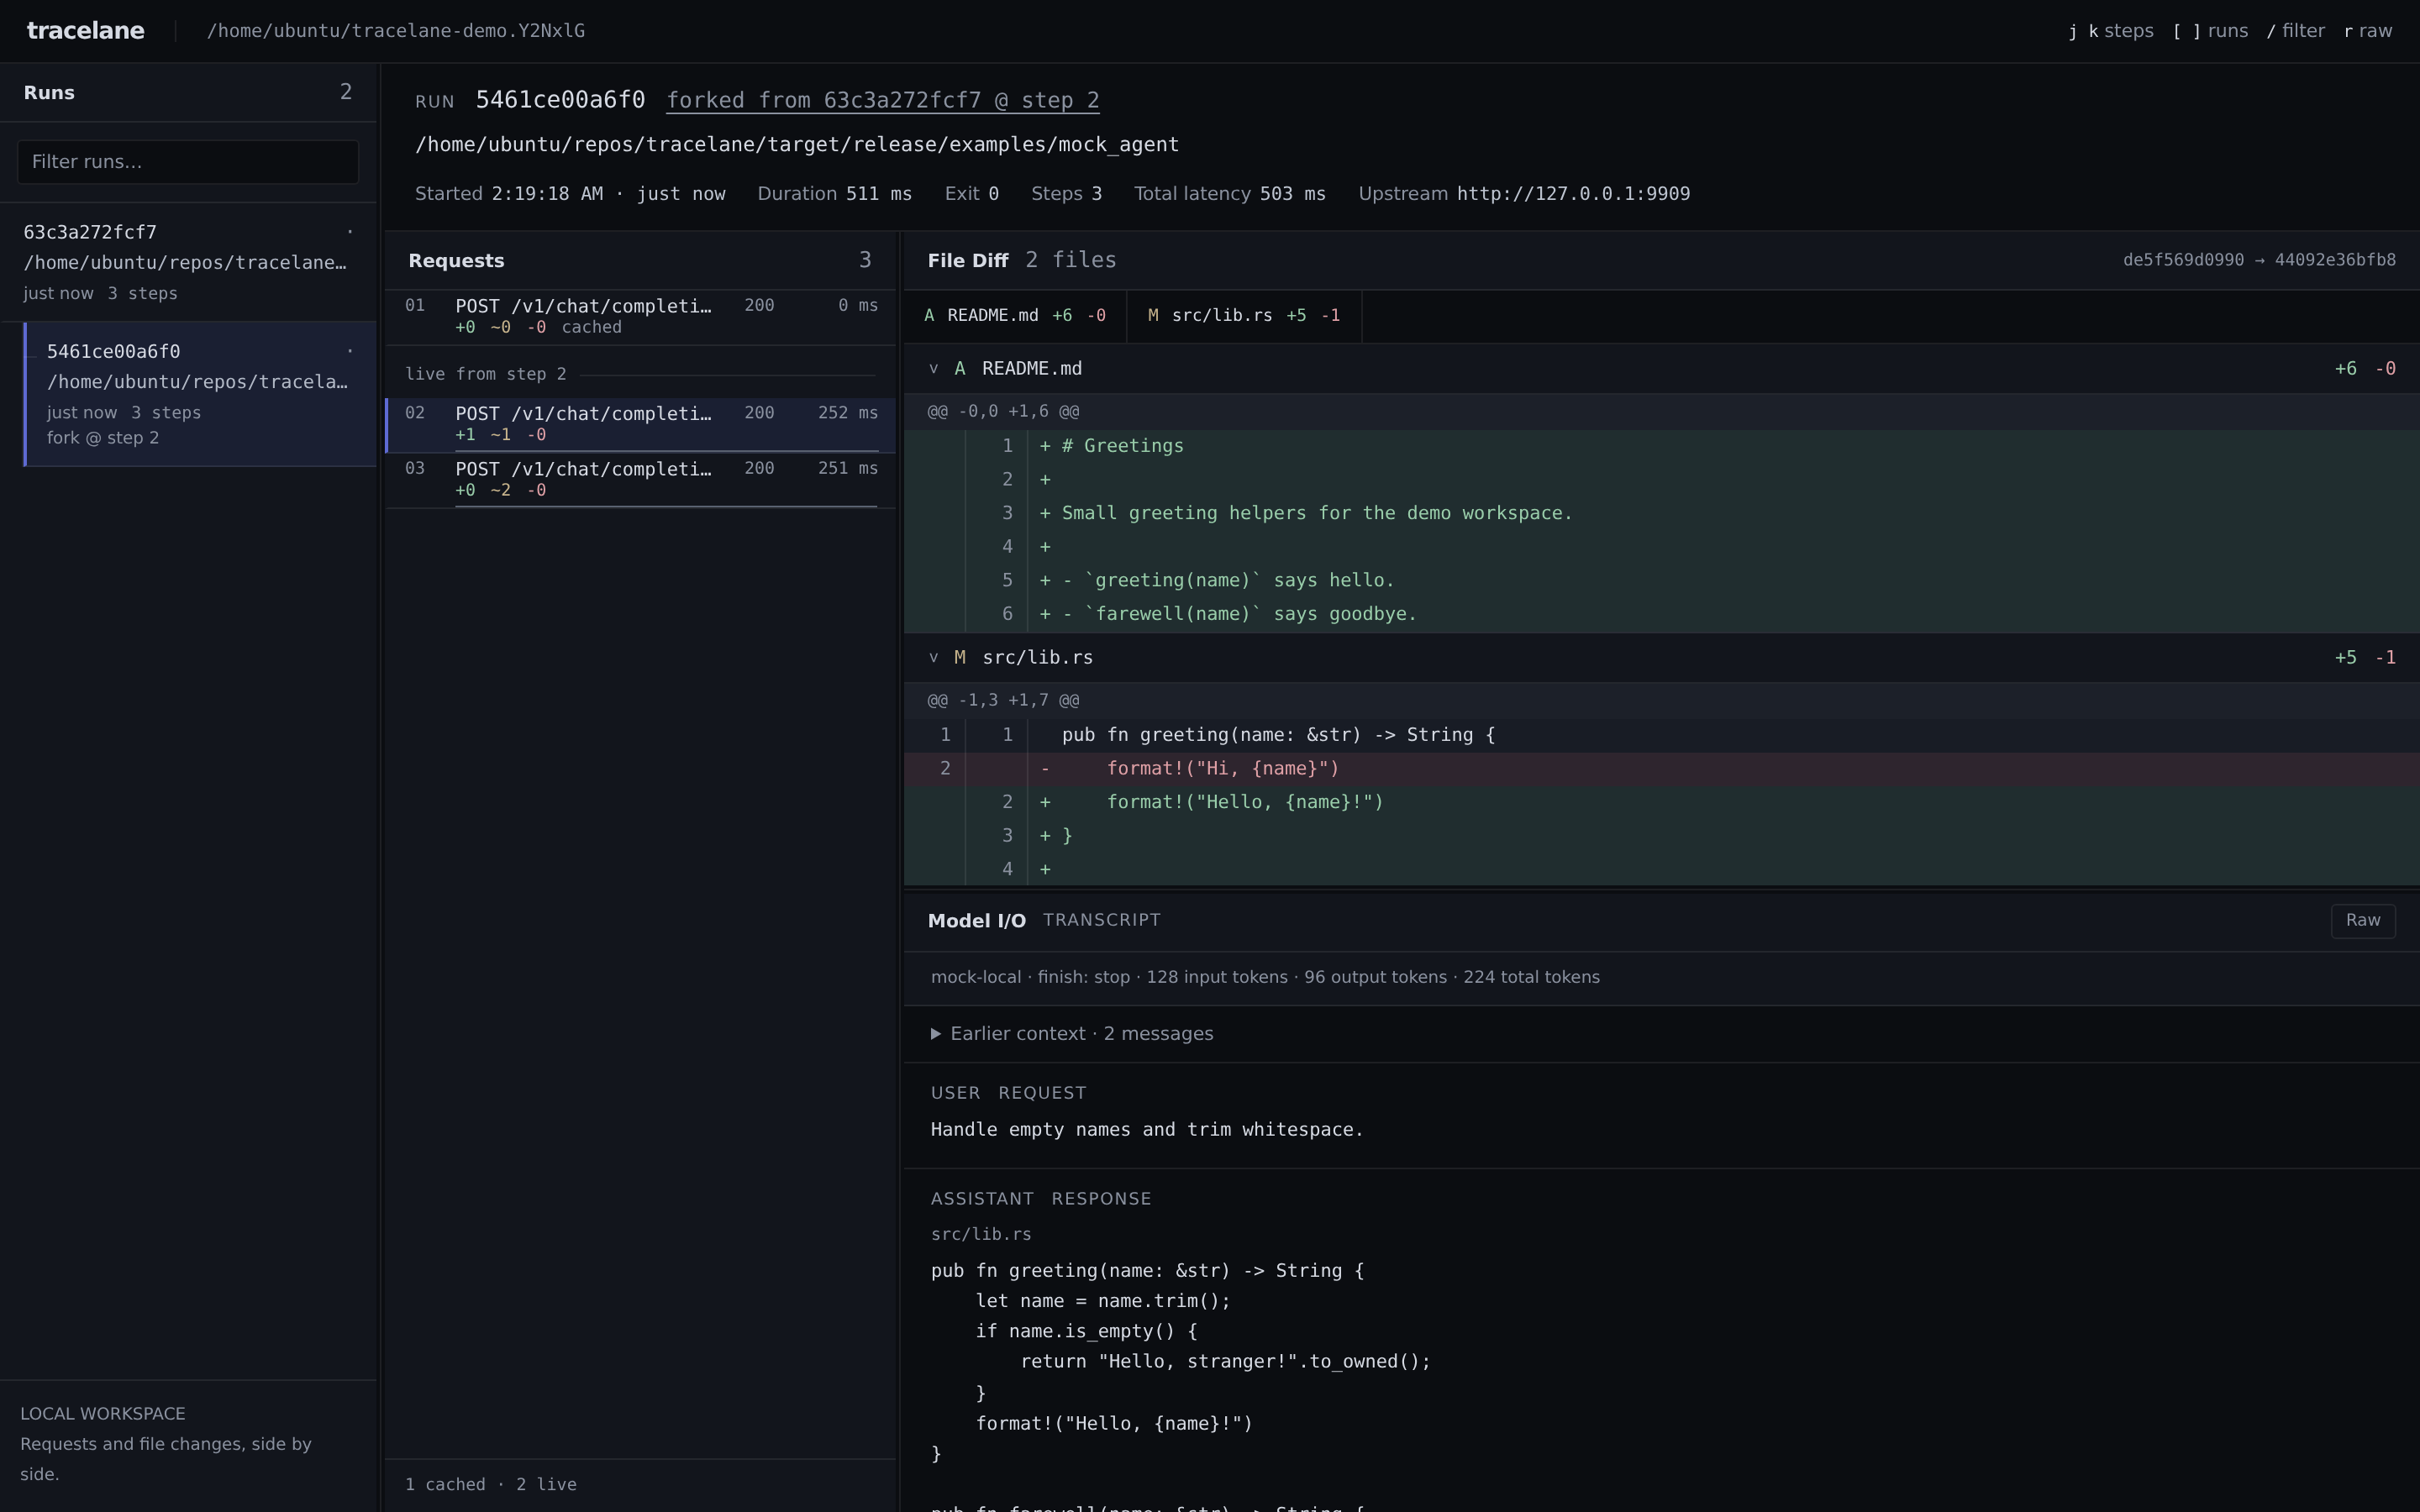 tracelane /home/ubuntu/tracelane-demo.Y2NxlG j k steps [ ] runs / filter r raw
Runs 2
Filter runs…
63c3a272fcf7 ·
/home/ubuntu/repos/tracelane…
just now 3 steps
5461ce00a6f0 ·
/home/ubuntu/repos/tracela…
just now 3 steps
fork @ step 2
LOCAL WORKSPACE
Requests and file changes, side by
side.
RUN 5461ce00a6f0 forked from 63c3a272fcf7 @ step 2
/home/ubuntu/repos/tracelane/target/release/examples/mock_agent
Started 2:19:18 AM · just now Duration 511 ms Exit 0 Steps 3 Total latency 503 ms Upstream http://127.0.0.1:9909
Requests 3
01 POST /v1/chat/completi… 200 0 ms
+0 ~0 -0 cached
live from step 2
02 POST /v1/chat/completi… 200 252 ms
+1 ~1 -0
03 POST /v1/chat/completi… 200 251 ms
+0 ~2 -0
1 cached · 2 live
File Diff 2 files de5f569d0990 → 44092e36bfb8
A README.md +6 -0 M src/lib.rs +5 -1
v A README.md +6 -0
@@ -0,0 +1,6 @@
1 + # Greetings
2 +
3 + Small greeting helpers for the demo workspace.
4 +
5 + - `greeting(name)` says hello.
6 + - `farewell(name)` says goodbye.
v M src/lib.rs +5 -1
@@ -1,3 +1,7 @@
1 1 pub fn greeting(name: &str) -> String {
2 -     format!("Hi, {name}")
2 +     format!("Hello, {name}!")
3 + }
4 +
Model I/O TRANSCRIPT Raw
mock-local · finish: stop · 128 input tokens · 96 output tokens · 224 total tokens
▶ Earlier context · 2 messages
USER REQUEST
Handle empty names and trim whitespace.
ASSISTANT RESPONSE
src/lib.rs
pub fn greeting(name: &str) -> String {
    let name = name.trim();
    if name.is_empty() {
        return "Hello, stranger!".to_owned();
    }
    format!("Hello, {name}!")
}
pub fn farewell(name: &str) -> String {